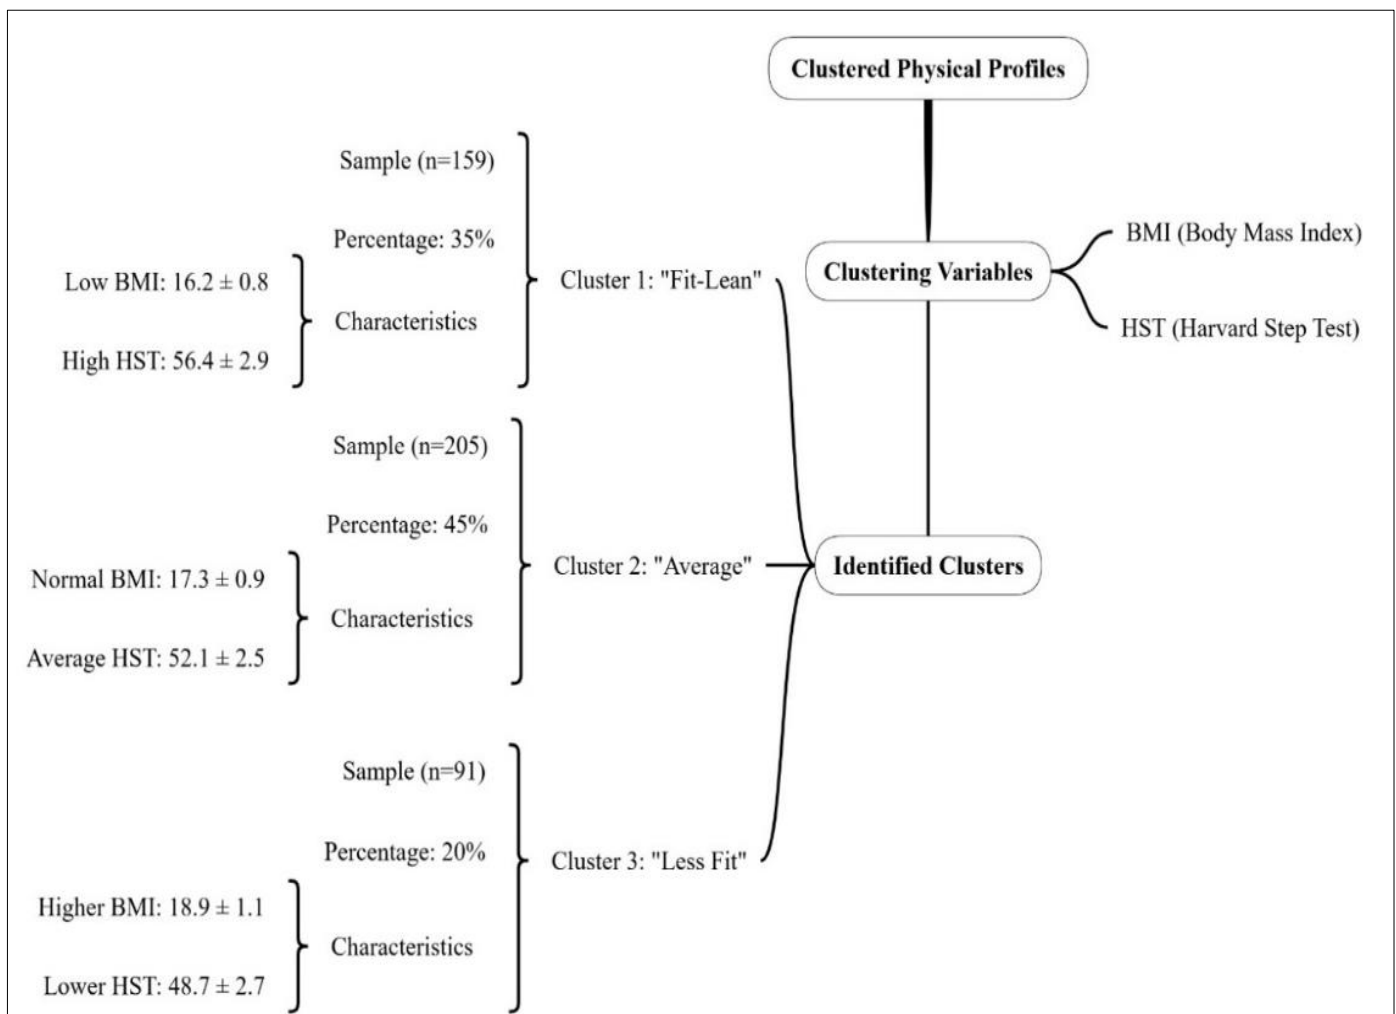 Clustered Physical Profiles
Clustering Variables
BMI (Body Mass Index)
HST (Harvard Step Test)
Identified Clusters
Cluster 1: "Fit-Lean"
Sample (n=159)
Percentage: 35%
Characteristics
Low BMI: 16.2 ± 0.8
High HST: 56.4 ± 2.9
Cluster 2: "Average"
Sample (n=205)
Percentage: 45%
Characteristics
Normal BMI: 17.3 ± 0.9
Average HST: 52.1 ± 2.5
Cluster 3: "Less Fit"
Sample (n=91)
Percentage: 20%
Characteristics
Higher BMI: 18.9 ± 1.1
Lower HST: 48.7 ± 2.7